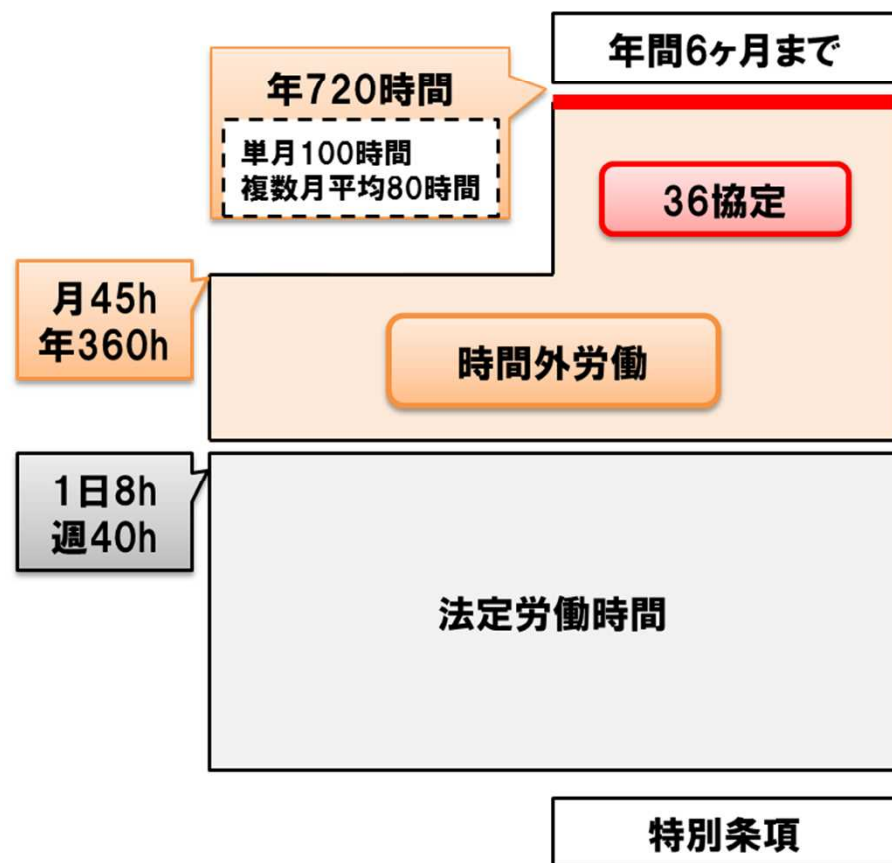 年間6ヶ月まで
年720時間
単月100時間
複数月平均80時間
36協定
月45h
年360h
時間外労働
1日8h
週40h
法定労働時間
特別条項